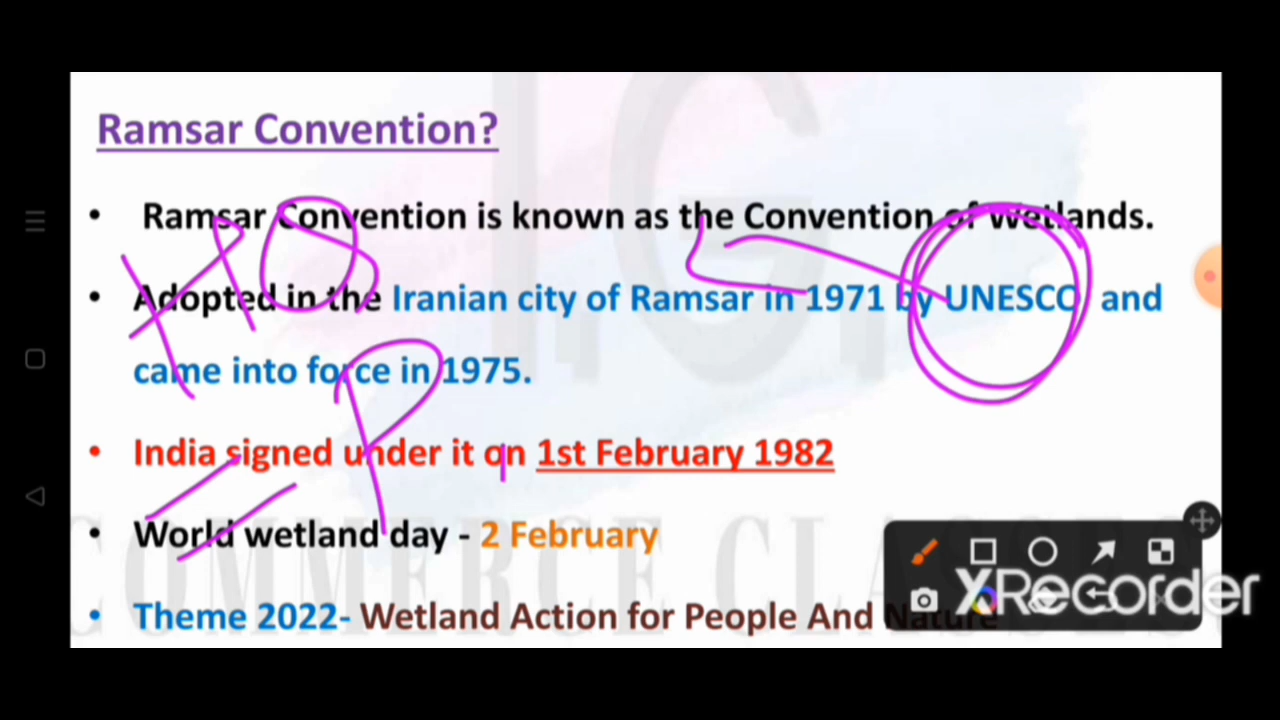 Ramsar Convention?
• Ramsar Convention is known as the Convention of Wetlands.
• Adopted in the Iranian city of Ramsar in 1971 by UNESCO and
came into force in 1975.
• India signed under it on 1st February 1982
• World wetland day - 2 February
• Theme 2022- Wetland Action for People And Nature
XRecorder
I.G.
COMMERCE CLASSES